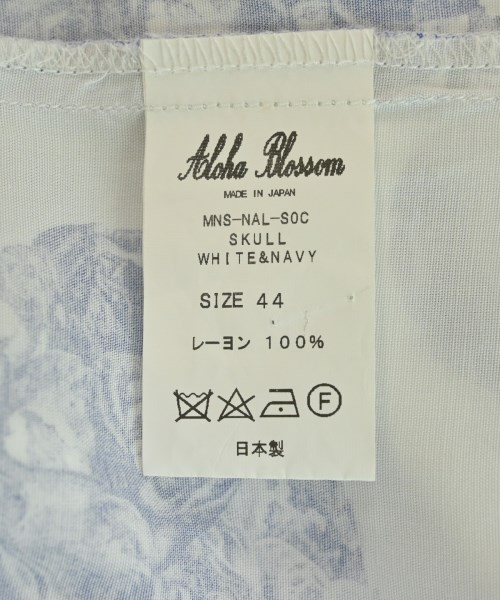 Aloha Blossom
MADE IN JAPAN
MNS-NAL-SOC
SKULL
WHITE&NAVY
SIZE 44
レーヨン 100%
F
日本製